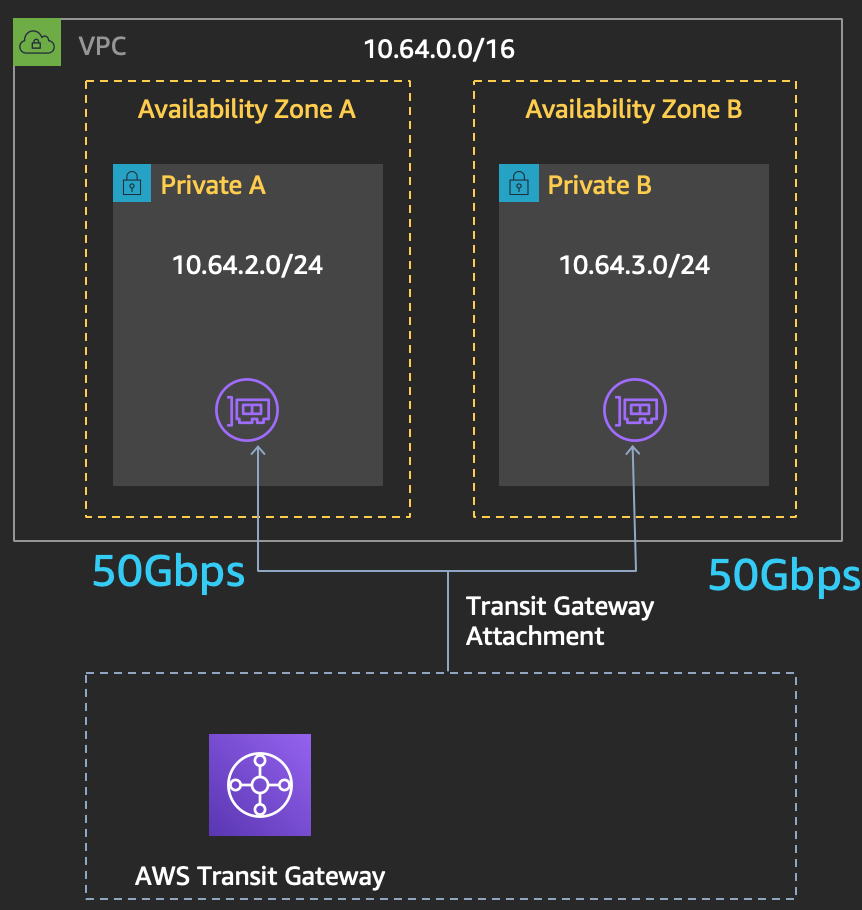 VPC
10.64.0.0/16
Availability Zone A
Availability Zone B
Private A
Private B
10.64.2.0/24
10.64.3.0/24
50Gbps
50Gbps
Transit Gateway
Attachment
AWS Transit Gateway